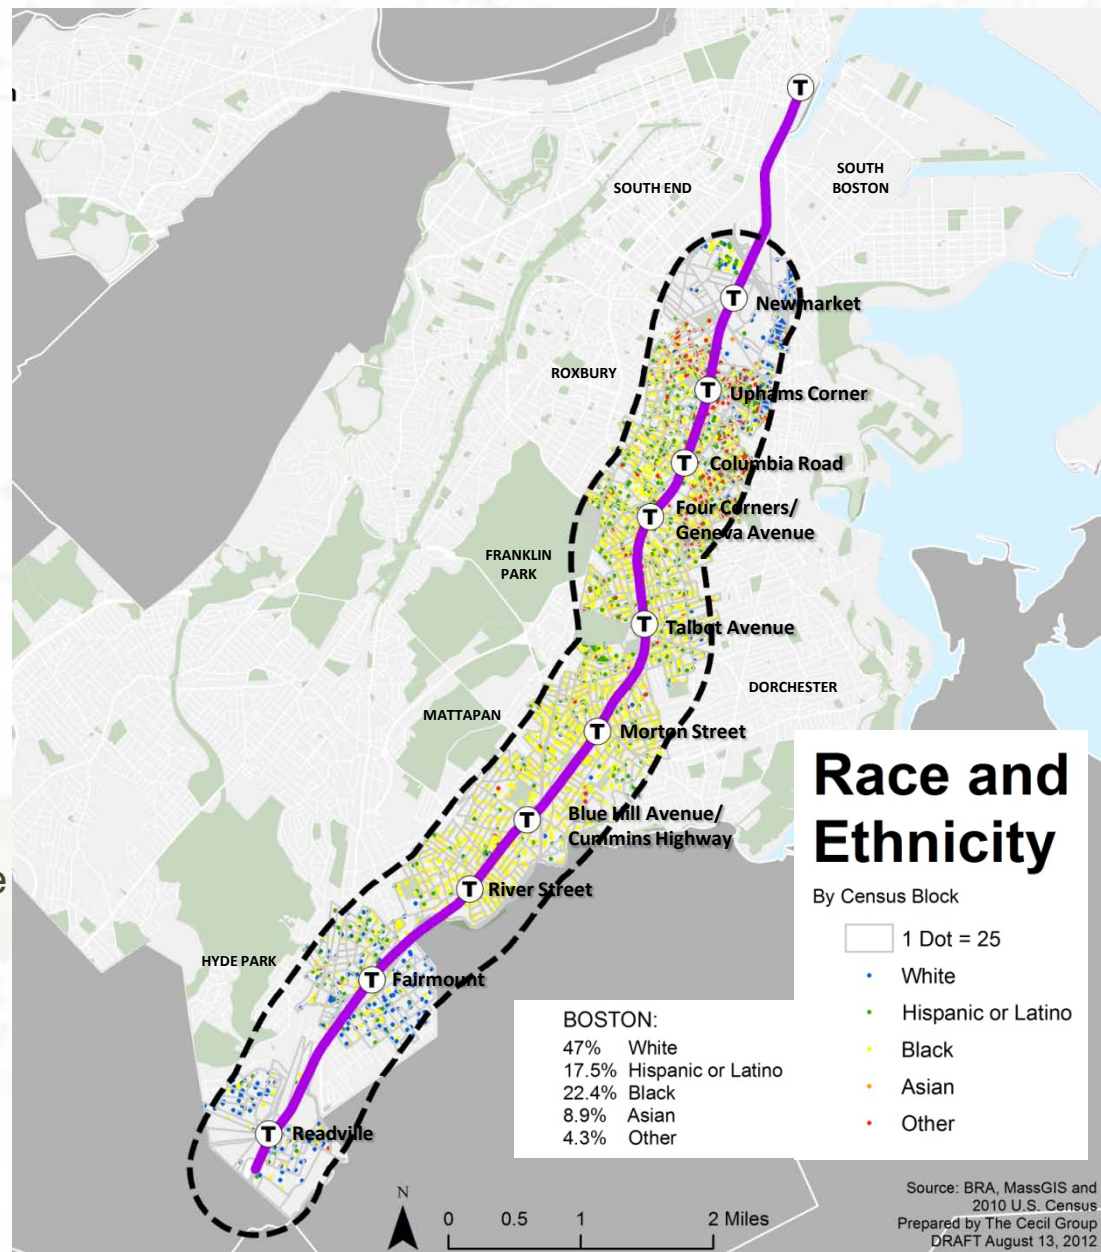 n
T
SOUTH
BOSTON
SOUTH END
T
Newmarket
ROXBURY
T
Uphams Corner
T
Columbia Road
T
Four Corners/
Geneva Avenue
FRANKLIN
PARK
T
Talbot Avenue
DORCHESTER
MATTAPAN
T
Morton Street
T
Blue Hill Avenue/
Cummins Highway
e
T
River Street
HYDE PARK
T
Fairmount
T
Readville
Race and
Ethnicity
By Census Block
1 Dot = 25
White
Hispanic or Latino
Black
Asian
Other
BOSTON:
47% White
17.5% Hispanic or Latino
22.4% Black
8.9% Asian
4.3% Other
N
0 0.5 1 2 Miles
Source: BRA, MassGIS and
2010 U.S. Census
Prepared by The Cecil Group
DRAFT August 13, 2012